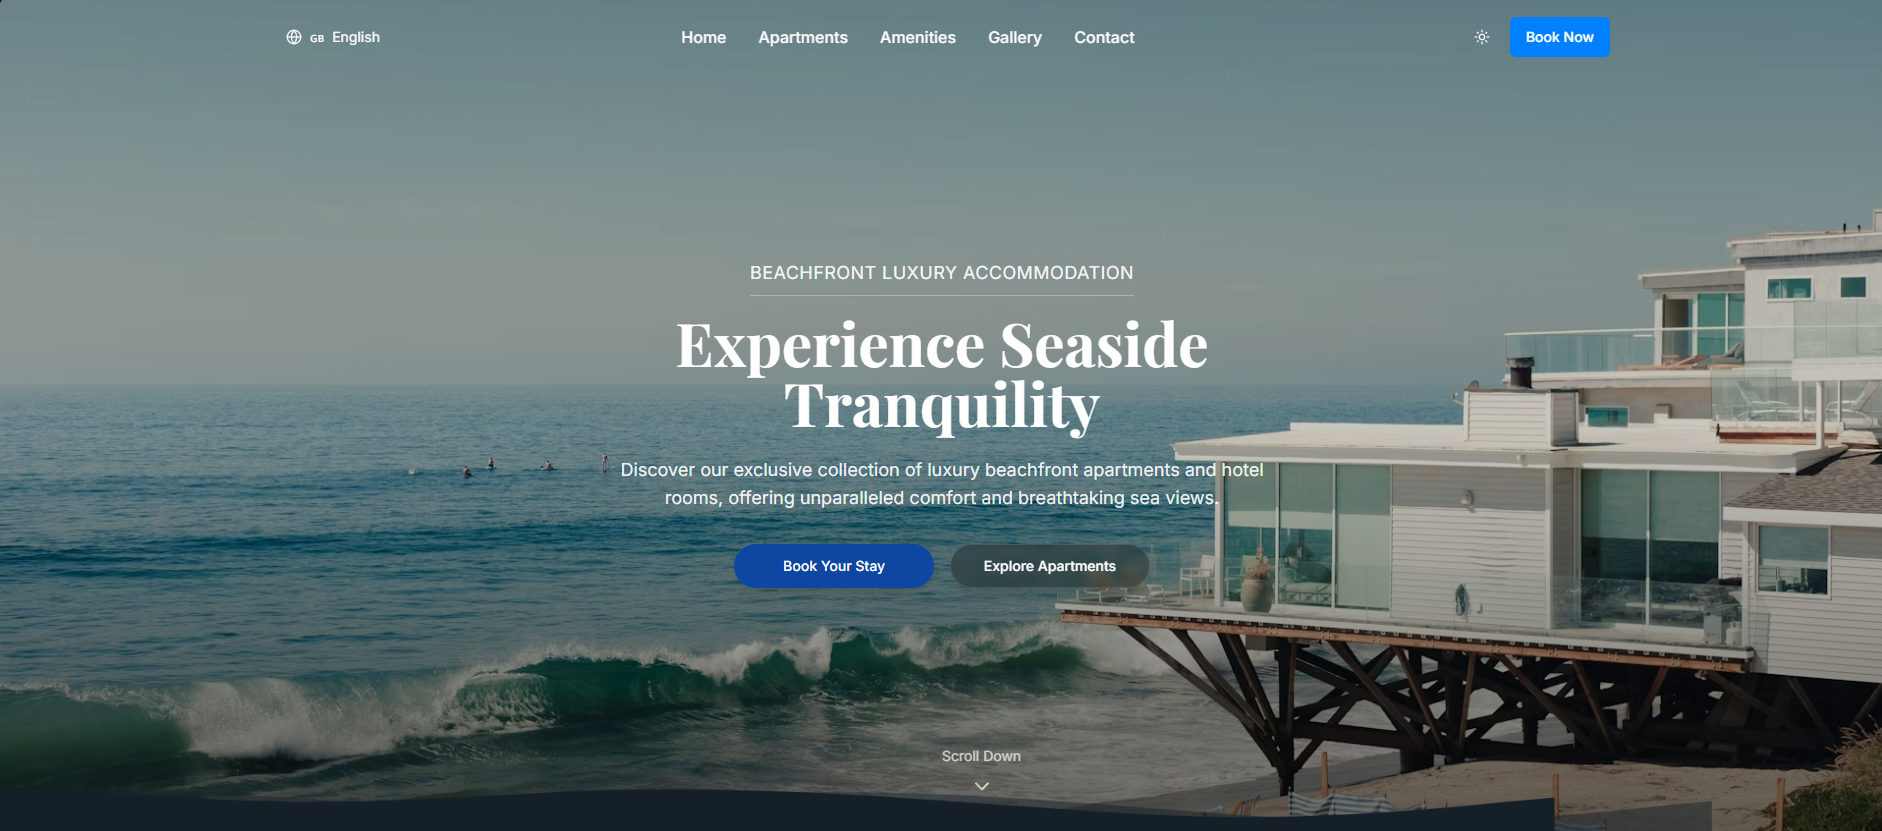 GB English
Home Apartments Amenities Gallery Contact
Book Now
BEACHFRONT LUXURY ACCOMMODATION
Experience Seaside
Tranquility
Discover our exclusive collection of luxury beachfront apartments and hotel
rooms, offering unparalleled comfort and breathtaking sea views.
Book Your Stay
Explore Apartments
Scroll Down